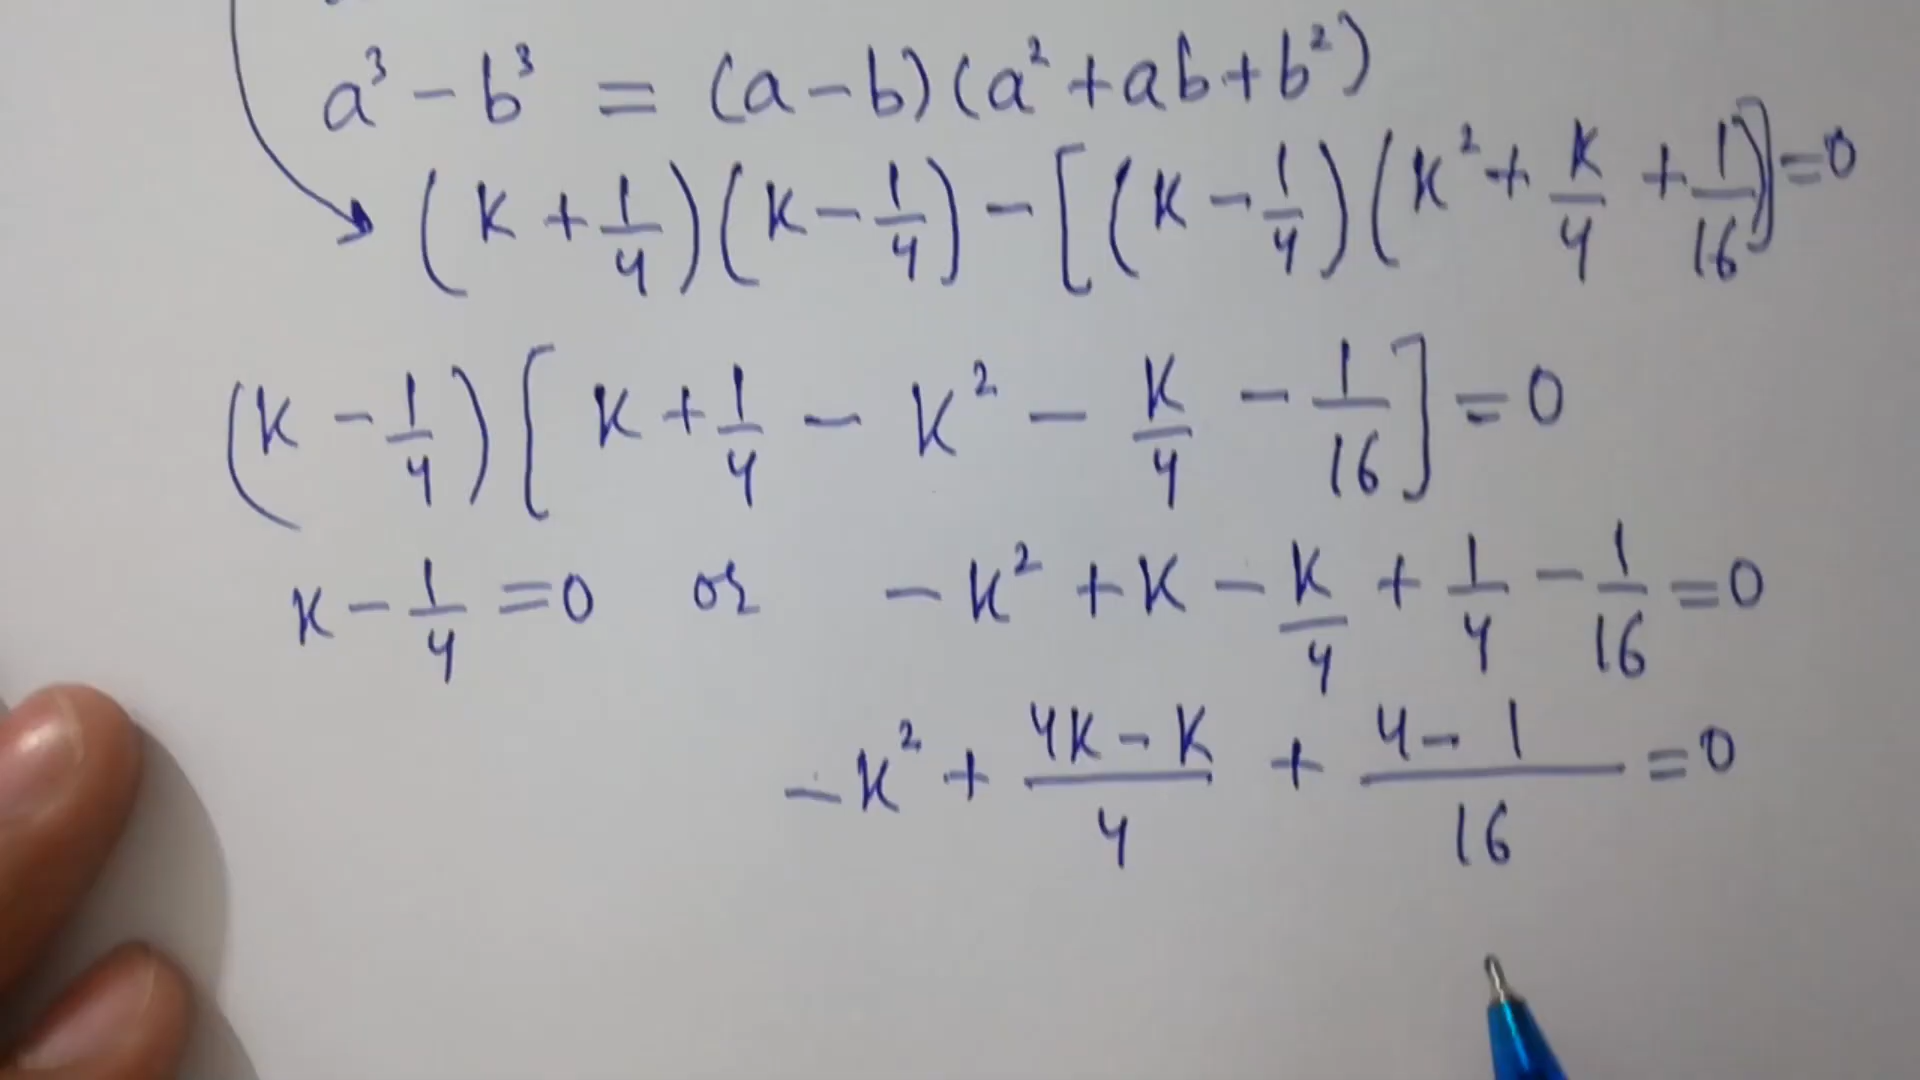 a³ - b³ = (a - b)(a² + ab + b²)
(K + 1/4)(K - 1/4) - [(K - 1/4)(K² + K/4 + 1/16)] = 0
(K - 1/4)[K + 1/4 - K² - K/4 - 1/16] = 0
K - 1/4 = 0 or - K² + K - K/4 + 1/4 - 1/16 = 0
- K² + (4K - K)/4 + (4 - 1)/16 = 0